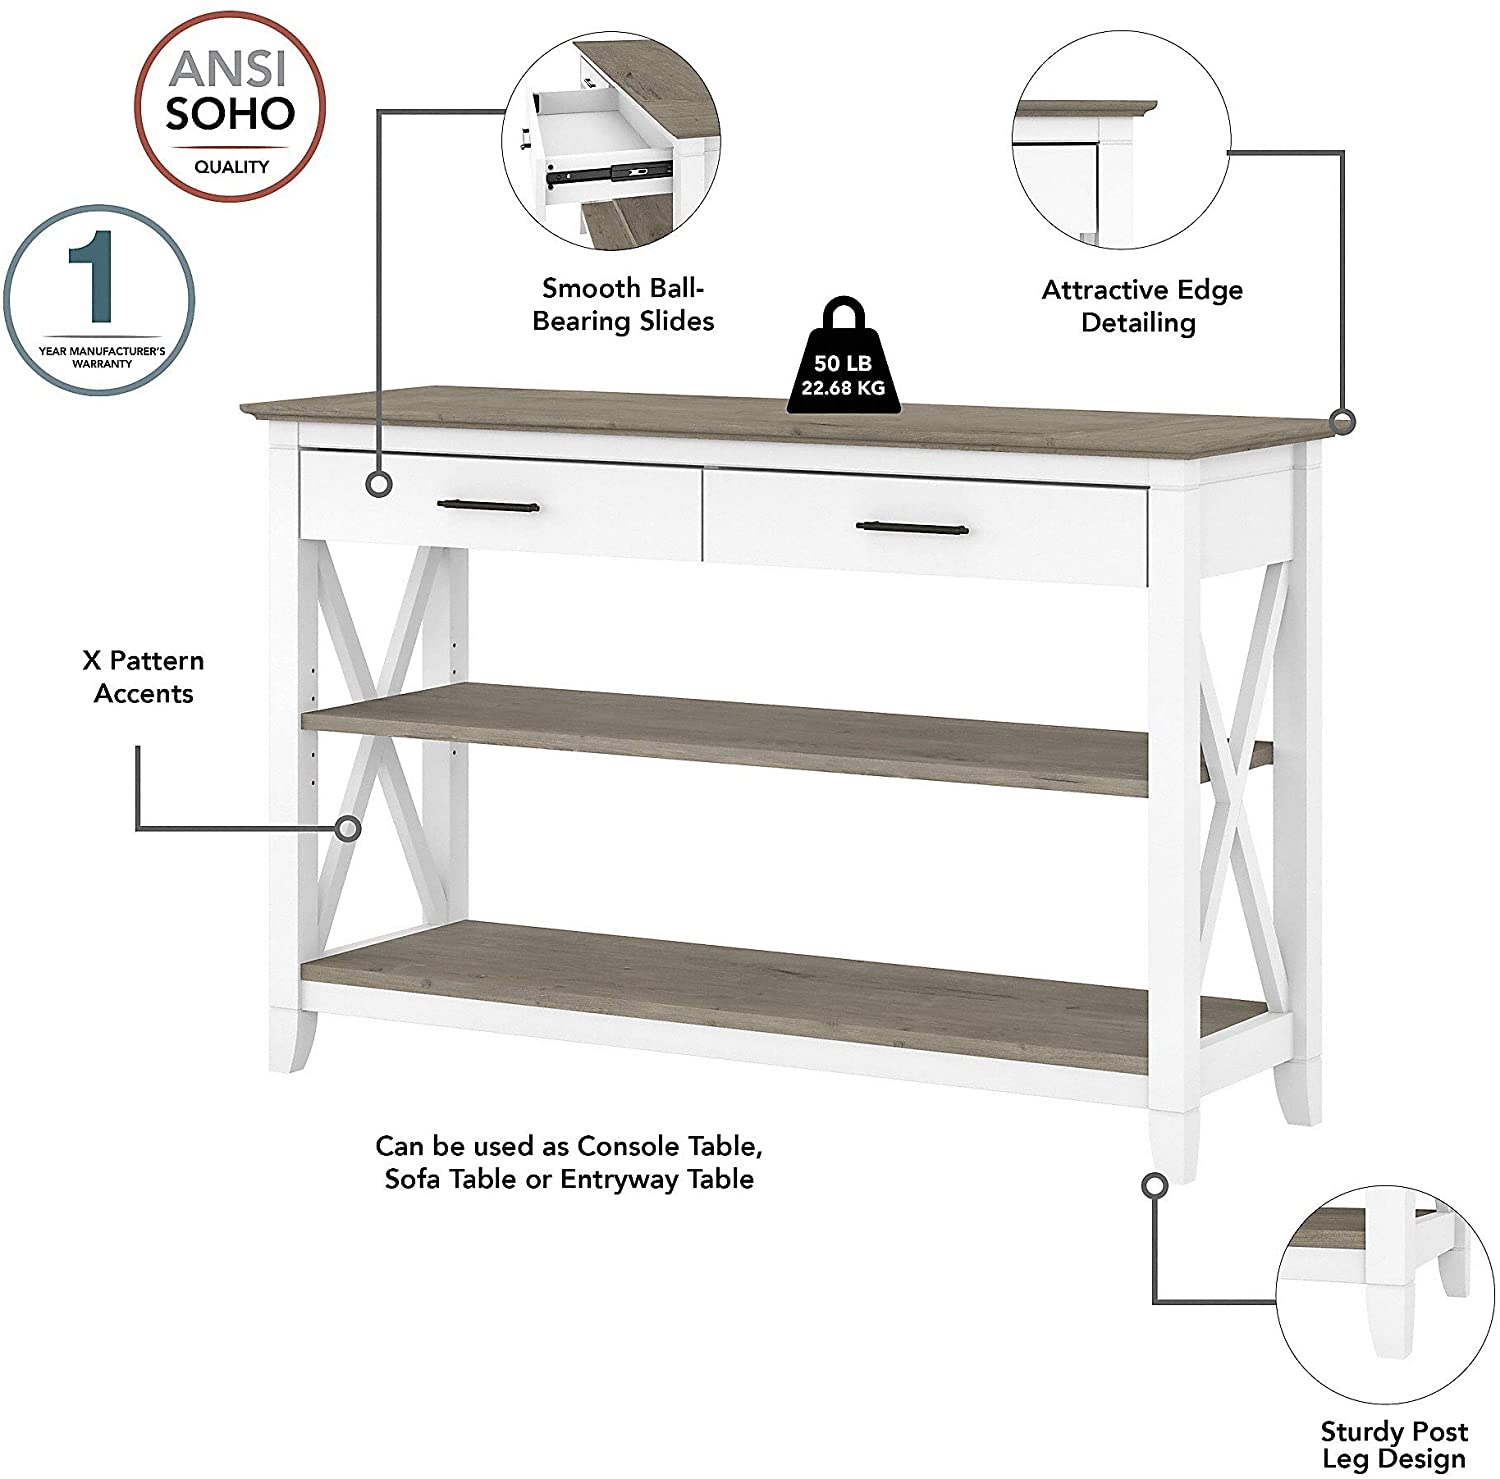 ANSI
SOHO
QUALITY
1
YEAR MANUFACTURER'S
WARRANTY
Smooth Ball-
Bearing Slides
Attractive Edge
Detailing
50 LB
22.68 KG
X Pattern
Accents
Can be used as Console Table,
Sofa Table or Entryway Table
Sturdy Post
Leg Design